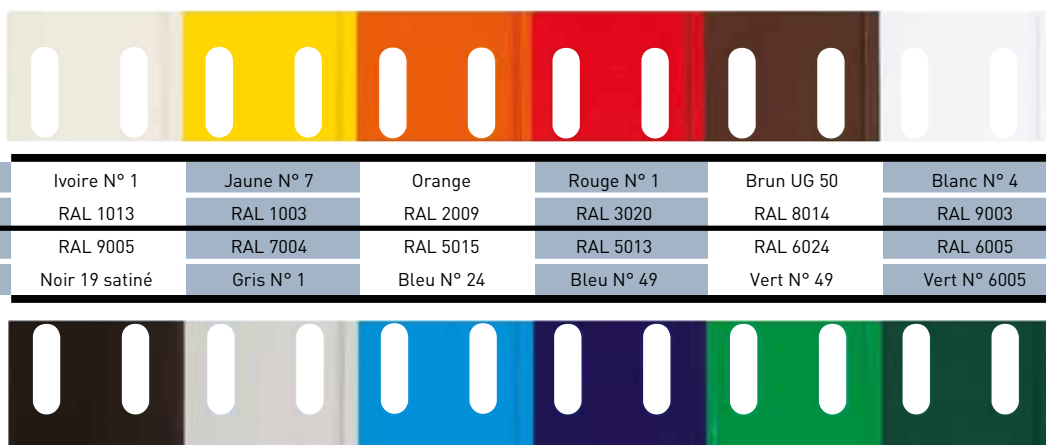 Ivoire N° 1 Jaune N° 7 Orange Rouge N° 1 Brun UG 50 Blanc N° 4
RAL 1013 RAL 1003 RAL 2009 RAL 3020 RAL 8014 RAL 9003
RAL 9005 RAL 7004 RAL 5015 RAL 5013 RAL 6024 RAL 6005
Noir 19 satiné Gris N° 1 Bleu N° 24 Bleu N° 49 Vert N° 49 Vert N° 6005